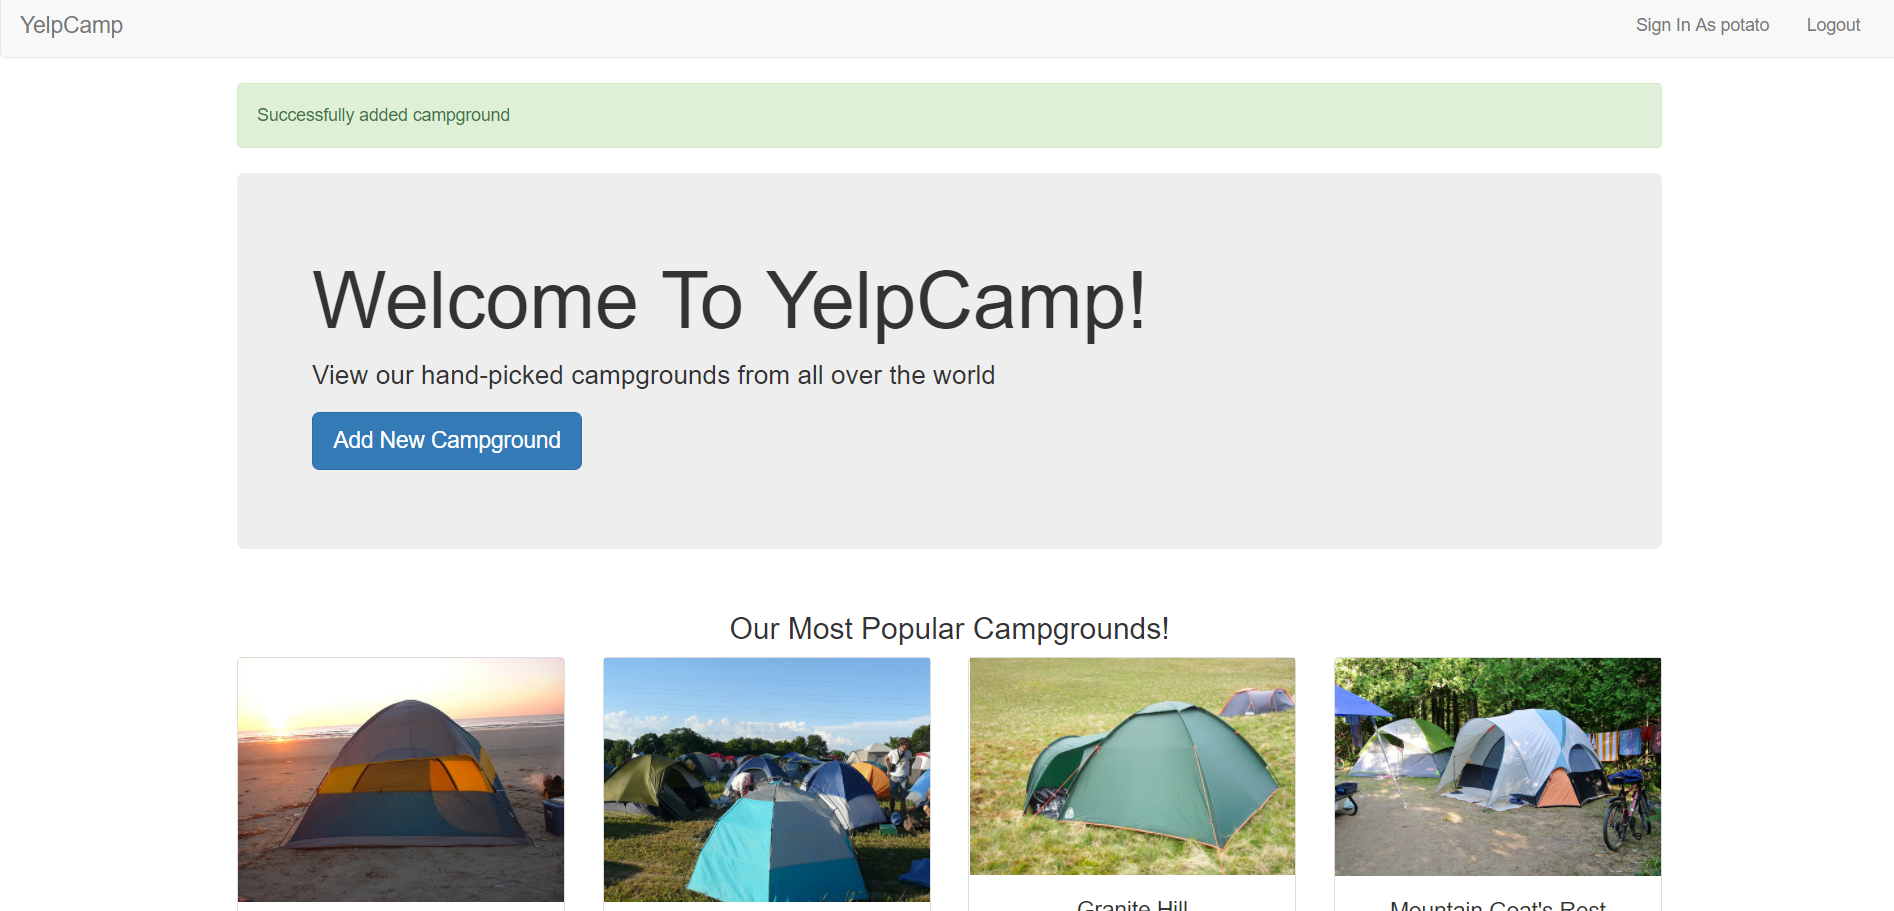 YelpCamp
Sign In As potato
Logout
Successfully added campground
Welcome To YelpCamp!
View our hand-picked campgrounds from all over the world
Add New Campground
Our Most Popular Campgrounds!
Granite Hill
Mountain Goat's Rest